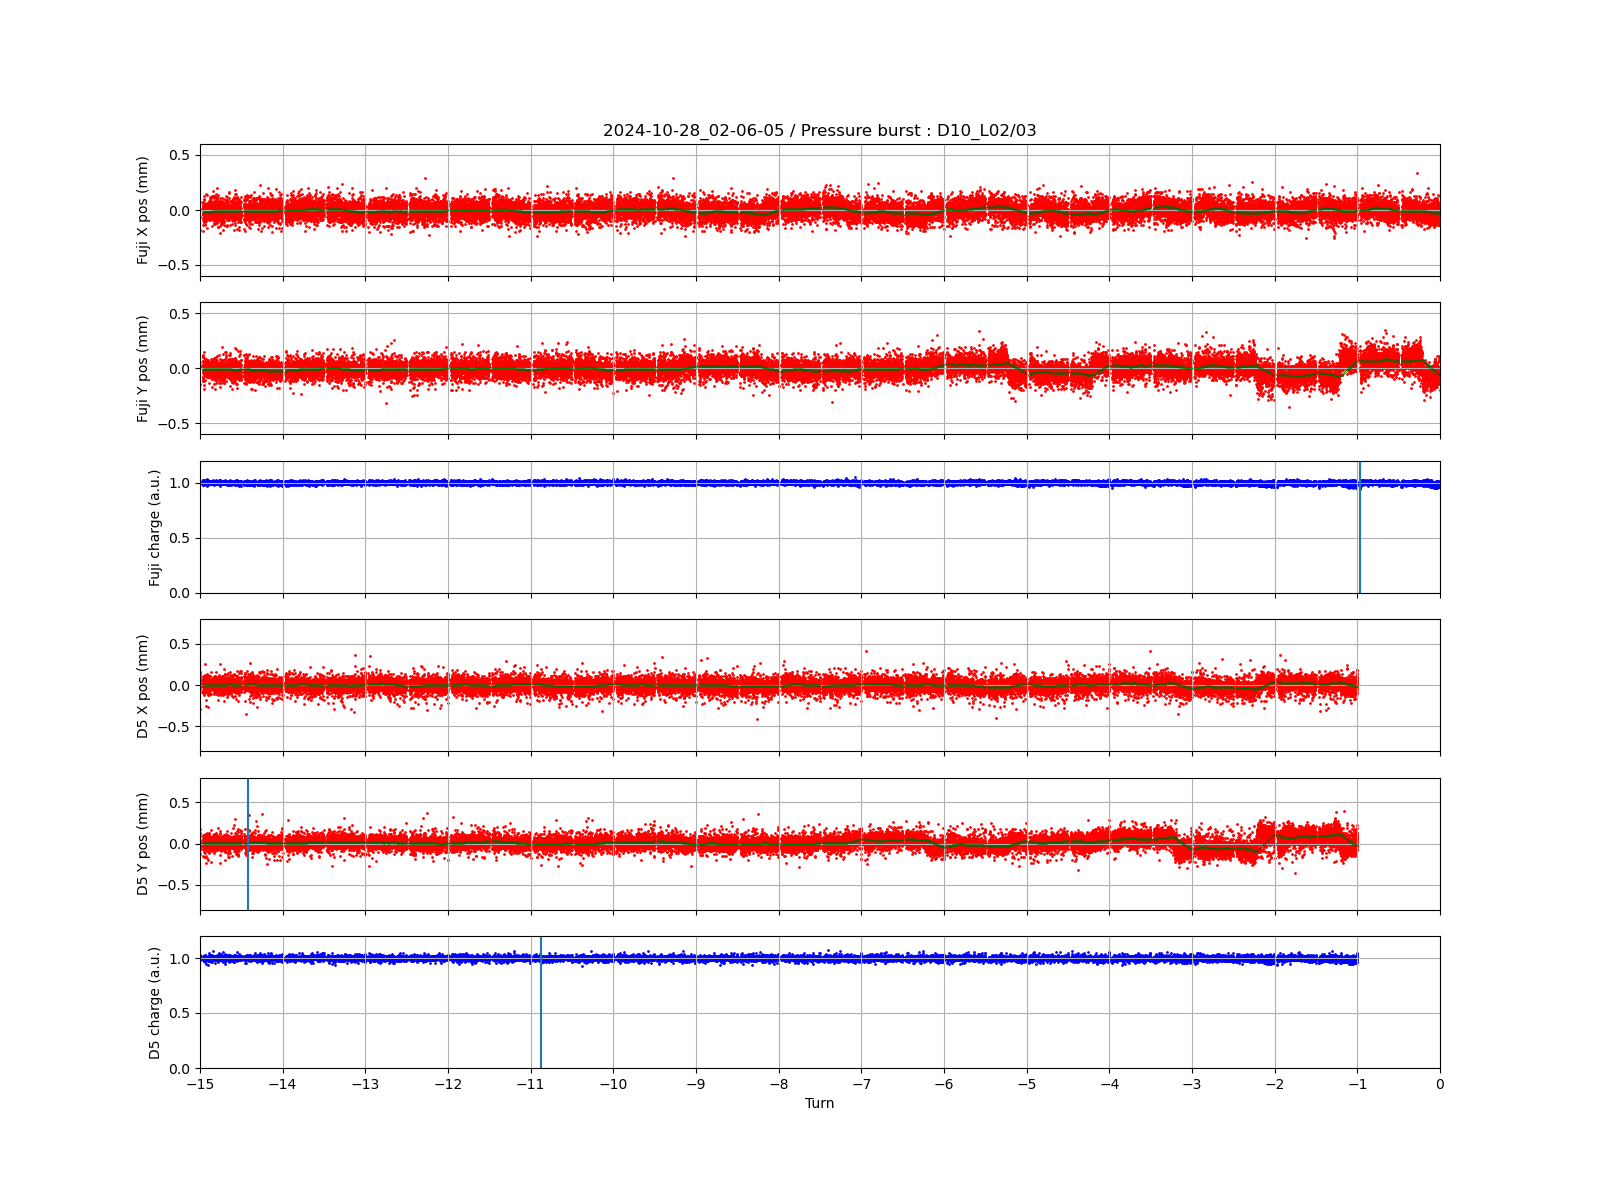 2024-10-28_02-06-05 / Pressure burst : D10_L02/03
Fuji X pos (mm)
0.5
0.0
−0.5
Fuji Y pos (mm)
0.5
0.0
−0.5
Fuji charge (a.u.)
1.0
0.5
0.0
D5 X pos (mm)
0.5
0.0
−0.5
D5 Y pos (mm)
0.5
0.0
−0.5
D5 charge (a.u.)
1.0
0.5
0.0
−15 −14 −13 −12 −11 −10 −9 −8 −7 −6 −5 −4 −3 −2 −1 0
Turn